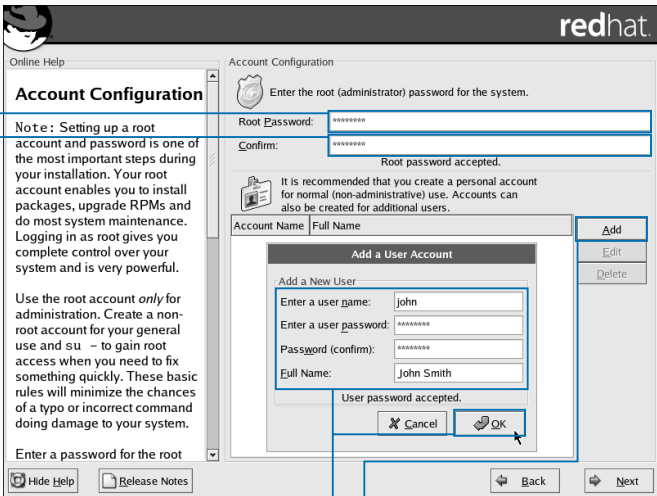 redhat.
Online Help
Account Configuration
Note: Setting up a root
account and password is one of
the most important steps during
your installation. Your root
account enables you to install
packages, upgrade RPMs and
do most system maintenance.
Logging in as root gives you
complete control over your
system and is very powerful.
Use the root account only for
administration. Create a non-
root account for your general
use and su - to gain root
access when you need to fix
something quickly. These basic
rules will minimize the chances
of a typo or incorrect command
doing damage to your system.
Enter a password for the root
Account Configuration
Enter the root (administrator) password for the system.
Root Password: ********
Confirm: ********
Root password accepted.
It is recommended that you create a personal account
for normal (non-administrative) use. Accounts can
also be created for additional users.
Account Name Full Name
Add
Edit
Delete
Add a User Account
Add a New User
Enter a user name: john
Enter a user password: ********
Password (confirm): ********
Full Name: John Smith
User password accepted.
Cancel OK
Hide Help Release Notes Back Next